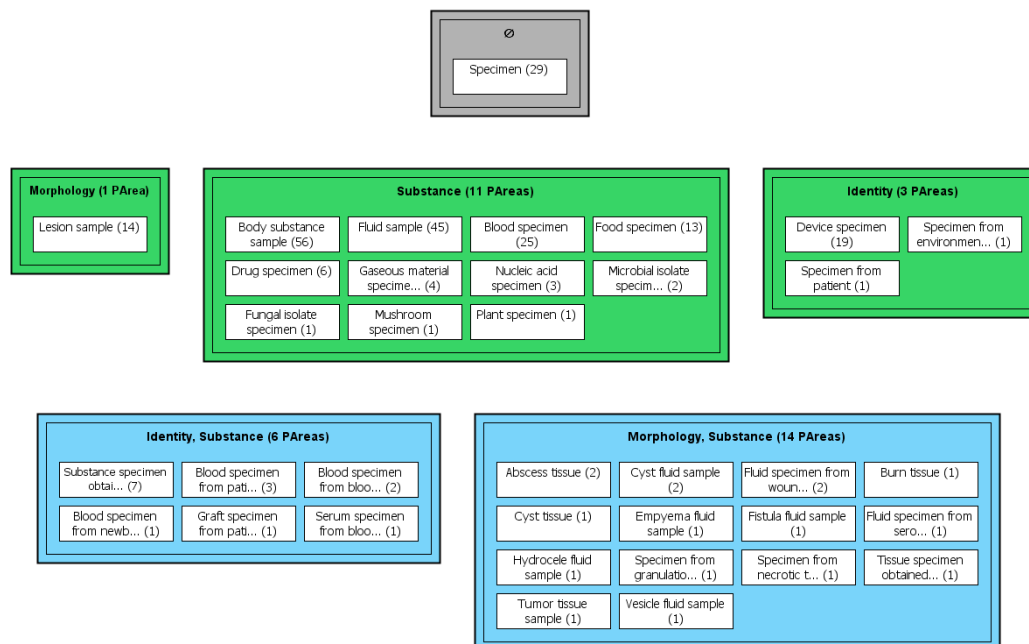 ∅
Specimen (29)
Morphology (1 PArea)
Lesion sample (14)
Substance (11 PAreas)
Body substance
sample (56)
Fluid sample (45)
Blood specimen
(25)
Food specimen (13)
Drug specimen (6)
Gaseous material
specime... (4)
Nucleic acid
specimen (3)
Microbial isolate
specim... (2)
Fungal isolate
specimen (1)
Mushroom
specimen (1)
Plant specimen (1)
Identity (3 PAreas)
Device specimen
(19)
Specimen from
environmen... (1)
Specimen from
patient (1)
Identity, Substance (6 PAreas)
Substance specimen
obtai... (7)
Blood specimen
from pati... (3)
Blood specimen
from bloo... (2)
Blood specimen
from newb... (1)
Graft specimen
from pati... (1)
Serum specimen
from bloo... (1)
Morphology, Substance (14 PAreas)
Abscess tissue (2)
Cyst fluid sample
(2)
Fluid specimen from
woun... (2)
Burn tissue (1)
Cyst tissue (1)
Empyema fluid
sample (1)
Fistula fluid sample
(1)
Fluid specimen from
sero... (1)
Hydrocele fluid
sample (1)
Specimen from
granulatio... (1)
Specimen from
necrotic t... (1)
Tissue specimen
obtained... (1)
Tumor tissue
sample (1)
Vesicle fluid sample
(1)